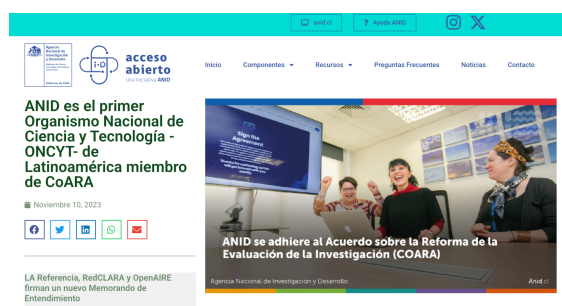 anid.cl
? Ayuda ANID
Agencia
Nacional de
Investigación
y Desarrollo
Gobierno de Chile
i·D
acceso
abierto
Una iniciativa ANID
Inicio
Componentes
Recursos
Preguntas Frecuentes
Noticias
Contacto
ANID es el primer
Organismo Nacional de
Ciencia y Tecnología -
ONCYT- de
Latinoamérica miembro
de CoARA
Noviembre 10, 2023
LA Referencia, RedCLARA y OpenAIRE
firman un nuevo Memorando de
Entendimiento
Sign the
Agreement
ANID se adhiere al Acuerdo sobre la Reforma de la
Evaluación de la Investigación (COARA)
Agencia Nacional de Investigación y Desarrollo
Anid.cl